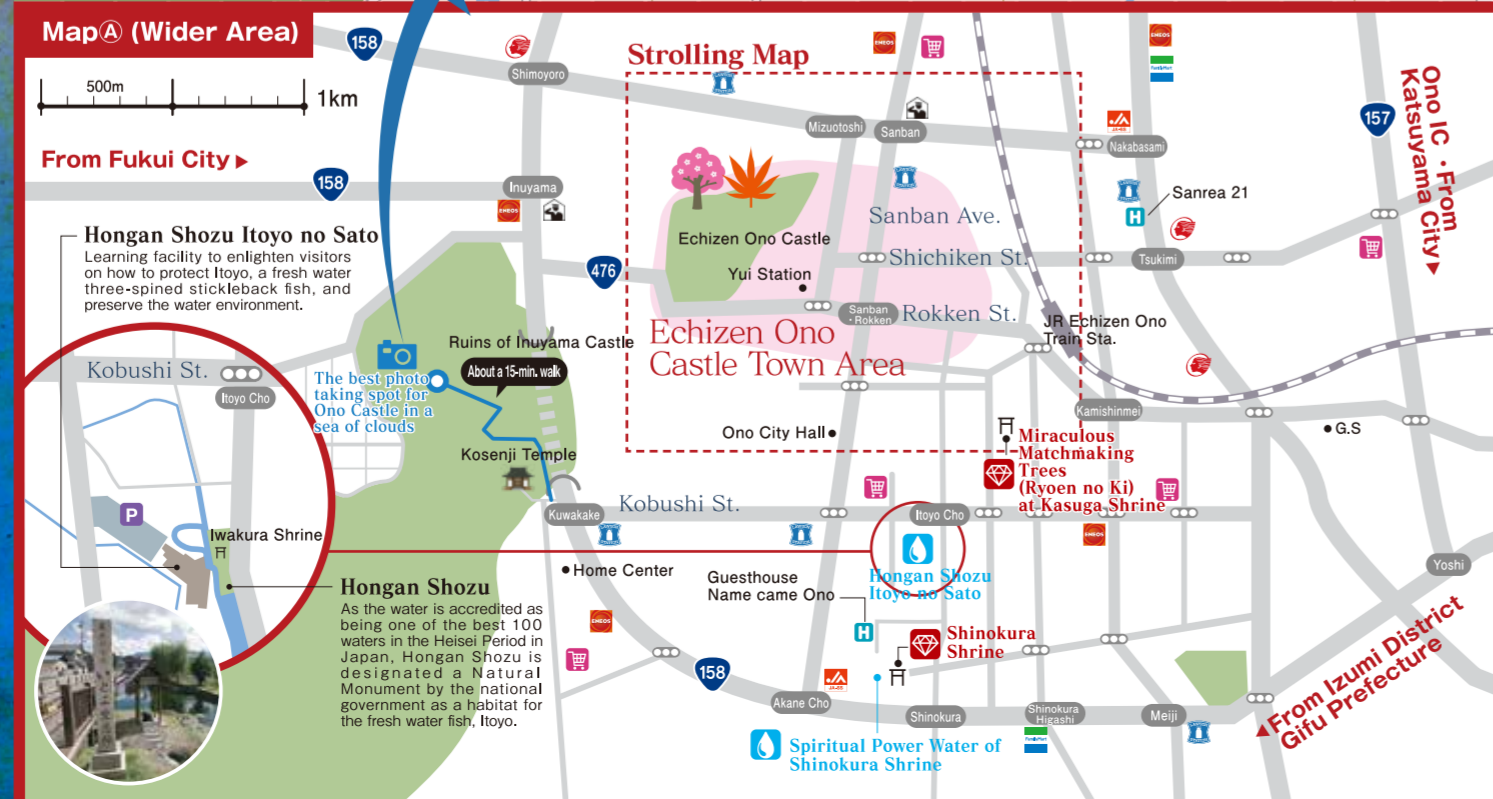 MapⒶ (Wider Area)
500m
1km
158
Shimoyoro
Strolling Map
ENEOS
ENEOS
FamilyMart
157
Ono IC ・From
Katsuyama City▶
Mizuotoshi
Sanban
Nakabasami
From Fukui City ▶
158
Inuyama
ENEOS
Sanrea 21
H
Sanban Ave.
Echizen Ono Castle
Shichiken St.
Tsukimi
476
Yui Station
Sanban
・Rokken
Rokken St.
JR Echizen Ono
Train Sta.
Echizen Ono
Castle Town Area
Hongan Shozu Itoyo no Sato
Learning facility to enlighten visitors
on how to protect Itoyo, a fresh water
three-spined stickleback fish, and
preserve the water environment.
Ruins of Inuyama Castle
About a 15-min. walk
The best photo
taking spot for
Ono Castle in a
sea of clouds
Kosenji Temple
Kobushi St.
Itoyo Cho
P
Iwakura Shrine
Ono City Hall
Kamishinmei
G.S
Miraculous
Matchmaking
Trees
(Ryoen no Ki)
at Kasuga Shrine
Kuwakake
Kobushi St.
Itoyo Cho
ENEOS
Hongan Shozu
Itoyo no Sato
Home Center
Guesthouse
Name came Ono
H
Yoshi
Hongan Shozu
As the water is accredited as
being one of the best 100
waters in the Heisei Period in
Japan, Hongan Shozu is
designated a Natural
Monument by the national
government as a habitat for
the fresh water fish, Itoyo.
ENEOS
Shinokura
Shrine
158
Akane Cho
Shinokura
Shinokura
Higashi
FamilyMart
Meiji
◀From Izumi District
Gifu Prefecture
Spiritual Power Water of
Shinokura Shrine